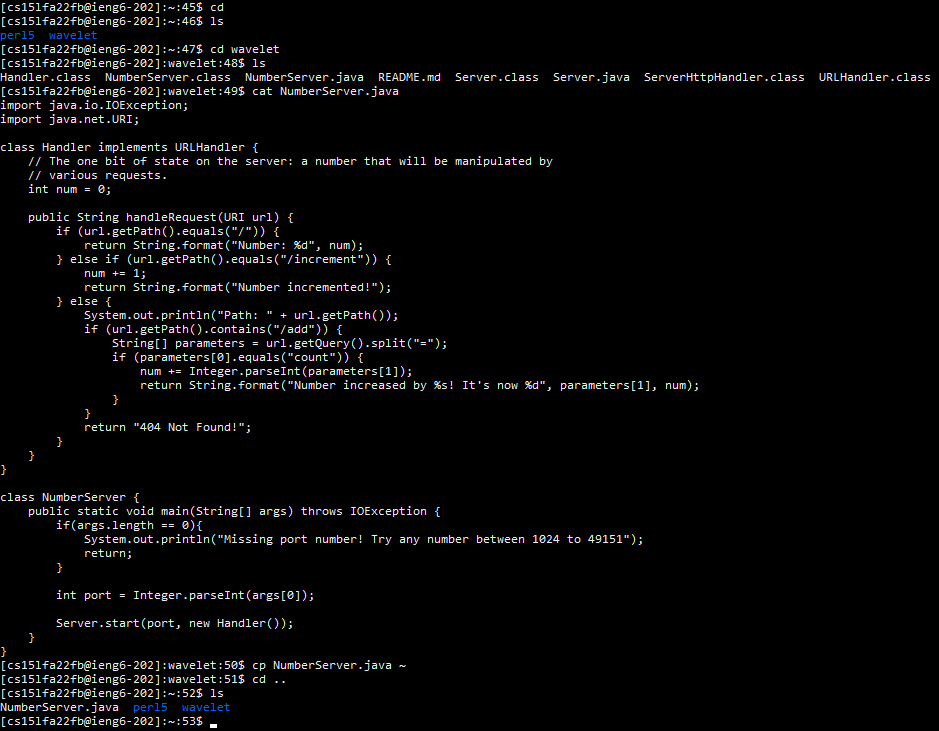 [cs15lfa22fb@ieng6-202]:~:45$ cd
[cs15lfa22fb@ieng6-202]:~:46$ ls
perl5  wavelet
[cs15lfa22fb@ieng6-202]:~:47$ cd wavelet
[cs15lfa22fb@ieng6-202]:wavelet:48$ ls
Handler.class  NumberServer.class  NumberServer.java  README.md  Server.class  Server.java  ServerHttpHandler.class  URLHandler.class
[cs15lfa22fb@ieng6-202]:wavelet:49$ cat NumberServer.java
import java.io.IOException;
import java.net.URI;

class Handler implements URLHandler {
    // The one bit of state on the server: a number that will be manipulated by
    // various requests.
    int num = 0;

    public String handleRequest(URI url) {
        if (url.getPath().equals("/")) {
            return String.format("Number: %d", num);
        } else if (url.getPath().equals("/increment")) {
            num += 1;
            return String.format("Number incremented!");
        } else {
            System.out.println("Path: " + url.getPath());
            if (url.getPath().contains("/add")) {
                String[] parameters = url.getQuery().split("=");
                if (parameters[0].equals("count")) {
                    num += Integer.parseInt(parameters[1]);
                    return String.format("Number increased by %s! It's now %d", parameters[1], num);
                }
            }
            return "404 Not Found!";
        }
    }
}

class NumberServer {
    public static void main(String[] args) throws IOException {
        if(args.length == 0){
            System.out.println("Missing port number! Try any number between 1024 to 49151");
            return;
        }

        int port = Integer.parseInt(args[0]);

        Server.start(port, new Handler());
    }
}
[cs15lfa22fb@ieng6-202]:wavelet:50$ cp NumberServer.java ~
[cs15lfa22fb@ieng6-202]:wavelet:51$ cd ..
[cs15lfa22fb@ieng6-202]:~:52$ ls
NumberServer.java  perl5  wavelet
[cs15lfa22fb@ieng6-202]:~:53$